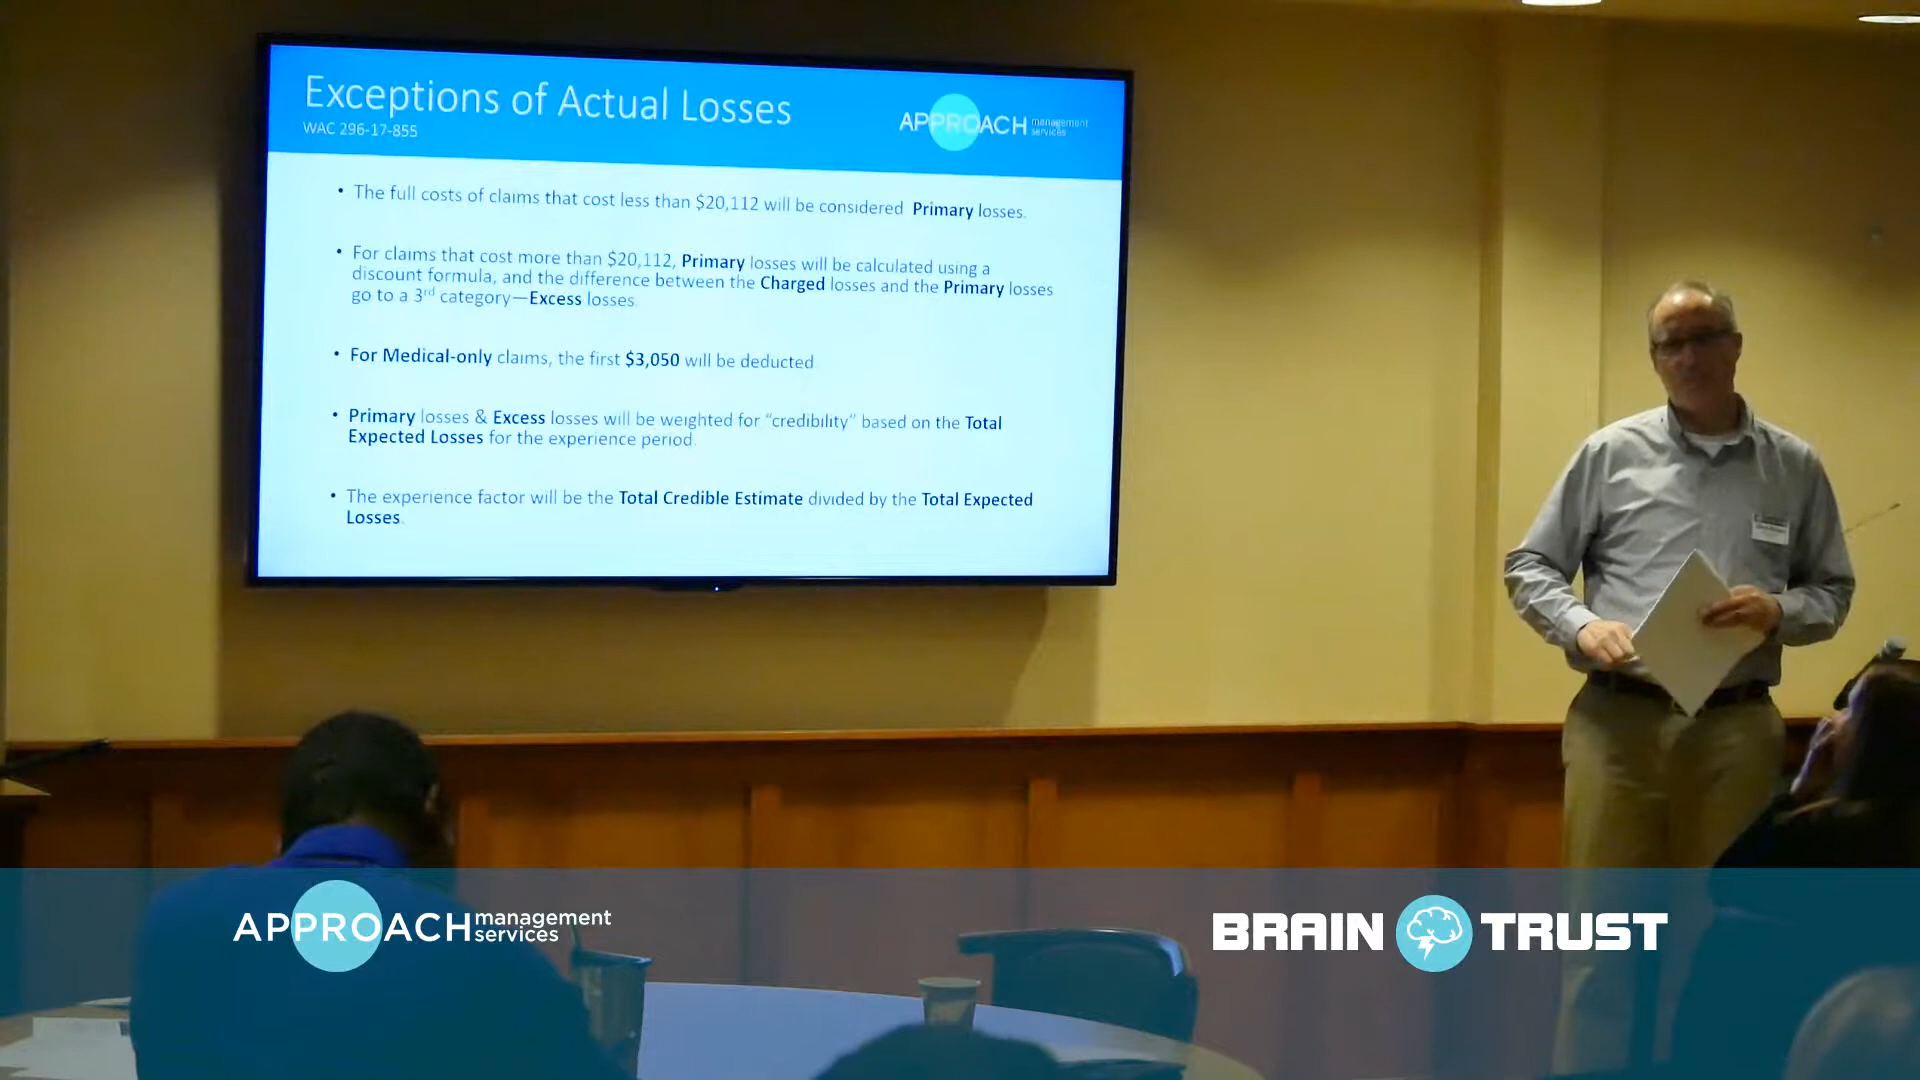 Exceptions of Actual Losses
WAC 296-17-855
APPROACH management services
• The full costs of claims that cost less than $20,112 will be considered Primary losses.
• For claims that cost more than $20,112, Primary losses will be calculated using a
discount formula, and the difference between the Charged losses and the Primary losses
go to a 3rd category—Excess losses.
• For Medical-only claims, the first $3,050 will be deducted
• Primary losses & Excess losses will be weighted for "credibility" based on the Total
Expected Losses for the experience period.
• The experience factor will be the Total Credible Estimate divided by the Total Expected
Losses.
APPROACH management services
BRAIN TRUST